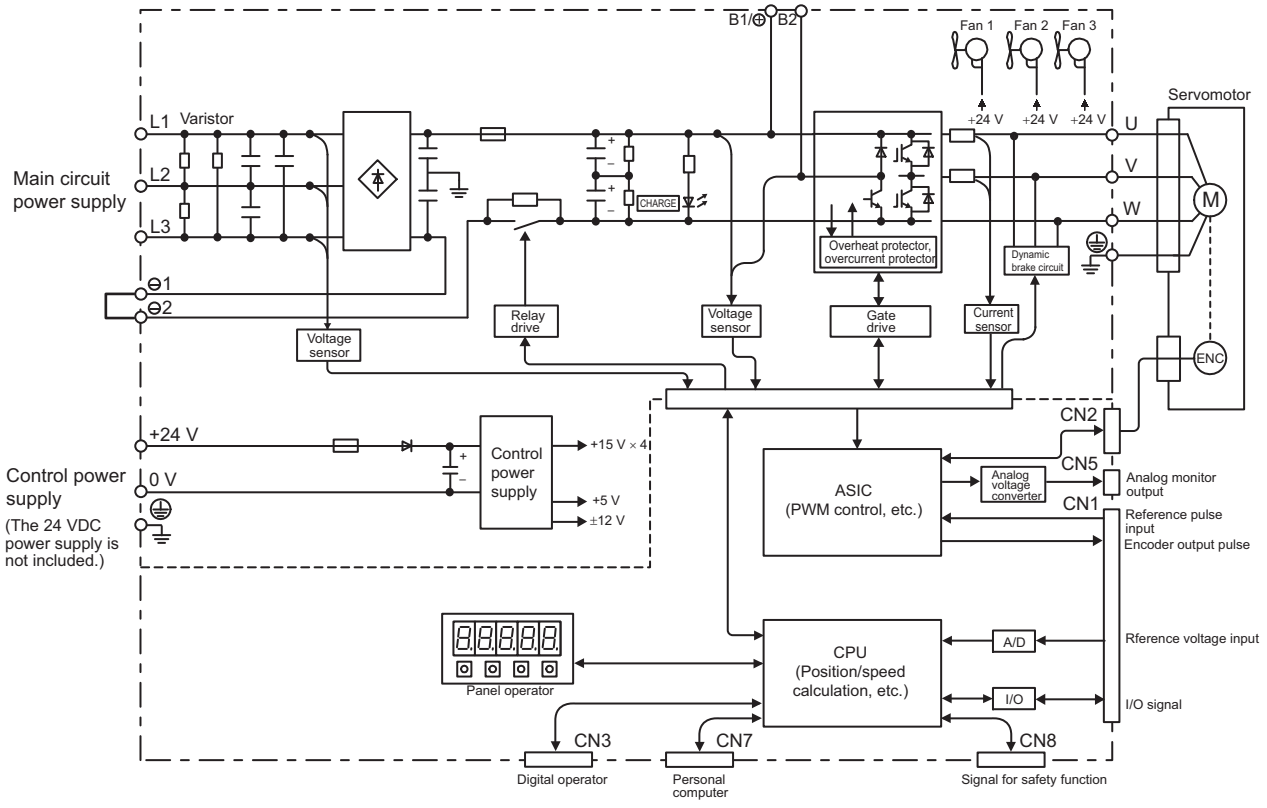 B1/⊕ B2
Fan 1 Fan 2 Fan 3
+24 V +24 V +24 V
Servomotor
L1 Varistor
U
Main circuit
power supply
L2
V
L3
W
M
+
–
+
–
CHARGE
Overheat protector,
overcurrent protector
Dynamic
brake circuit
⊖1
⊖2
Relay
drive
Voltage
sensor
Gate
drive
Current
sensor
Voltage
sensor
ENC
CN2
+24 V
+
–
Control
power
supply
+15 V × 4
+5 V
±12 V
Control power
supply
0 V
(The 24 VDC
power supply is
not included.)
ASIC
(PWM control, etc.)
Analog
voltage
converter
CN5
Analog monitor
output
CN1
Reference pulse
input
Encoder output pulse
8.8.8.8.8.
Panel operator
CPU
(Position/speed
calculation, etc.)
A/D
Rference voltage input
I/O
I/O signal
CN3
Digital operator
CN7
Personal
computer
CN8
Signal for safety function